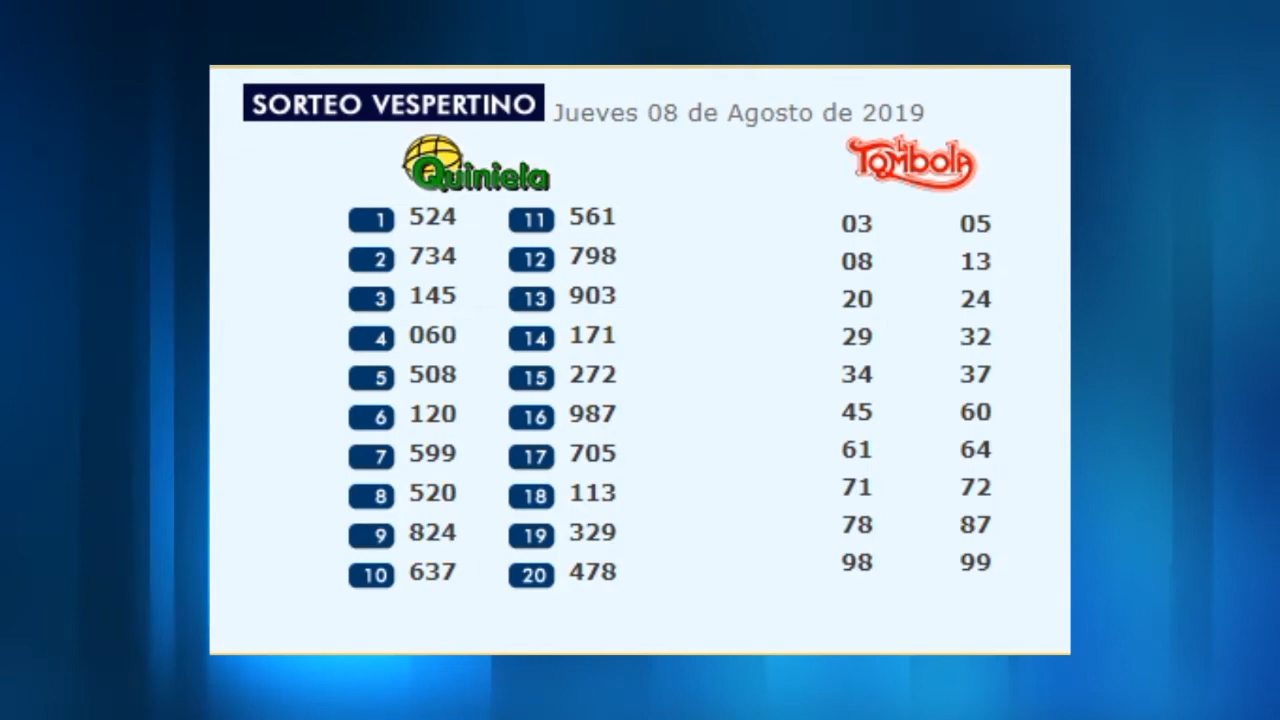 SORTEO VESPERTINO Jueves 08 de Agosto de 2019
Quiniela
La Tombola
1 524 11 561 03 05
2 734 12 798 08 13
3 145 13 903 20 24
4 060 14 171 29 32
5 508 15 272 34 37
6 120 16 987 45 60
7 599 17 705 61 64
8 520 18 113 71 72
9 824 19 329 78 87
10 637 20 478 98 99